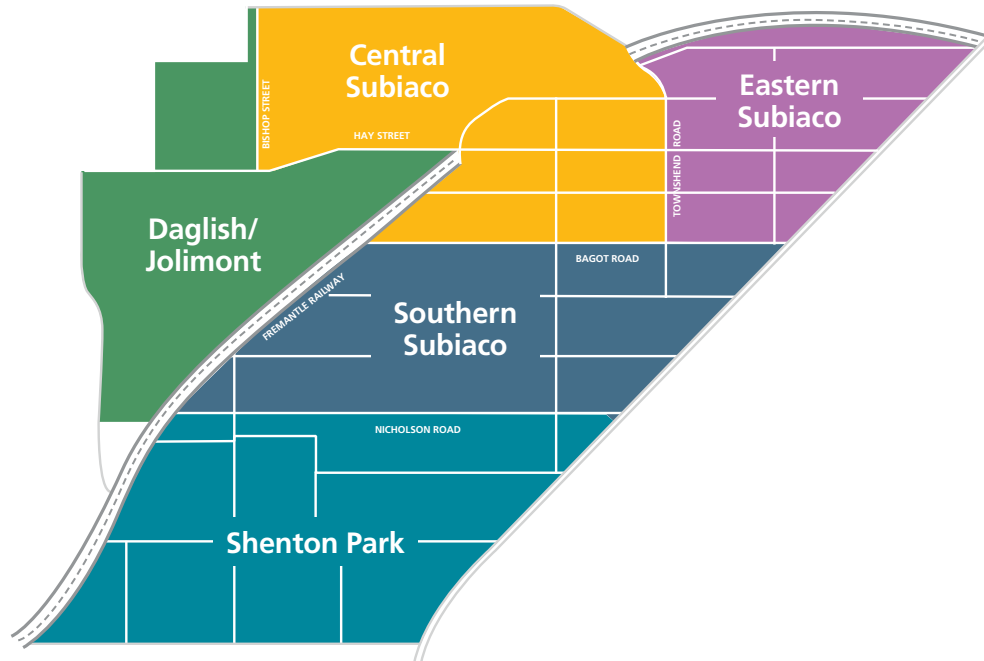 Central
Subiaco
Eastern
Subiaco
BISHOP STREET
HAY STREET
TOWNSHEND ROAD
Daglish/
Jolimont
BAGOT ROAD
FREMANTLE RAILWAY
Southern
Subiaco
NICHOLSON ROAD
Shenton Park